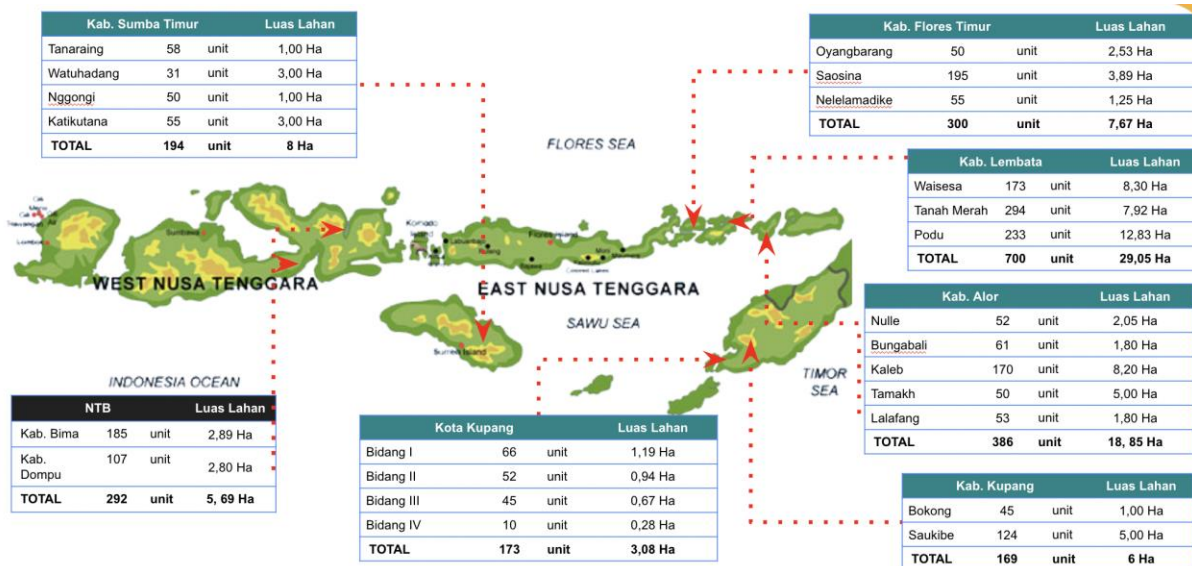 Kab. Sumba Timur Luas Lahan
Tanaraing 58 unit 1,00 Ha
Watuhadang 31 unit 3,00 Ha
Nggongi 50 unit 1,00 Ha
Katikutana 55 unit 3,00 Ha
TOTAL 194 unit 8 Ha
Kab. Flores Timur Luas Lahan
Oyangbarang 50 unit 2,53 Ha
Saosina 195 unit 3,89 Ha
Nelelamadike 55 unit 1,25 Ha
TOTAL 300 unit 7,67 Ha
FLORES SEA
Kab. Lembata Luas Lahan
Waisesa 173 unit 8,30 Ha
Tanah Merah 294 unit 7,92 Ha
Podu 233 unit 12,83 Ha
TOTAL 700 unit 29,05 Ha
Sumbawa
Komodo
Island
WEST NUSA TENGGARA
EAST NUSA TENGGARA
SAWU SEA
INDONESIA OCEAN
TIMOR
SEA
Kab. Alor Luas Lahan
Nulle 52 unit 2,05 Ha
Bungabali 61 unit 1,80 Ha
Kaleb 170 unit 8,20 Ha
Tamakh 50 unit 5,00 Ha
Lalafang 53 unit 1,80 Ha
TOTAL 386 unit 18, 85 Ha
NTB Luas Lahan
Kab. Bima 185 unit 2,89 Ha
Kab. Dompu 107 unit 2,80 Ha
TOTAL 292 unit 5, 69 Ha
Kota Kupang Luas Lahan
Bidang I 66 unit 1,19 Ha
Bidang II 52 unit 0,94 Ha
Bidang III 45 unit 0,67 Ha
Bidang IV 10 unit 0,28 Ha
TOTAL 173 unit 3,08 Ha
Kab. Kupang Luas Lahan
Bokong 45 unit 1,00 Ha
Saukibe 124 unit 5,00 Ha
TOTAL 169 unit 6 Ha